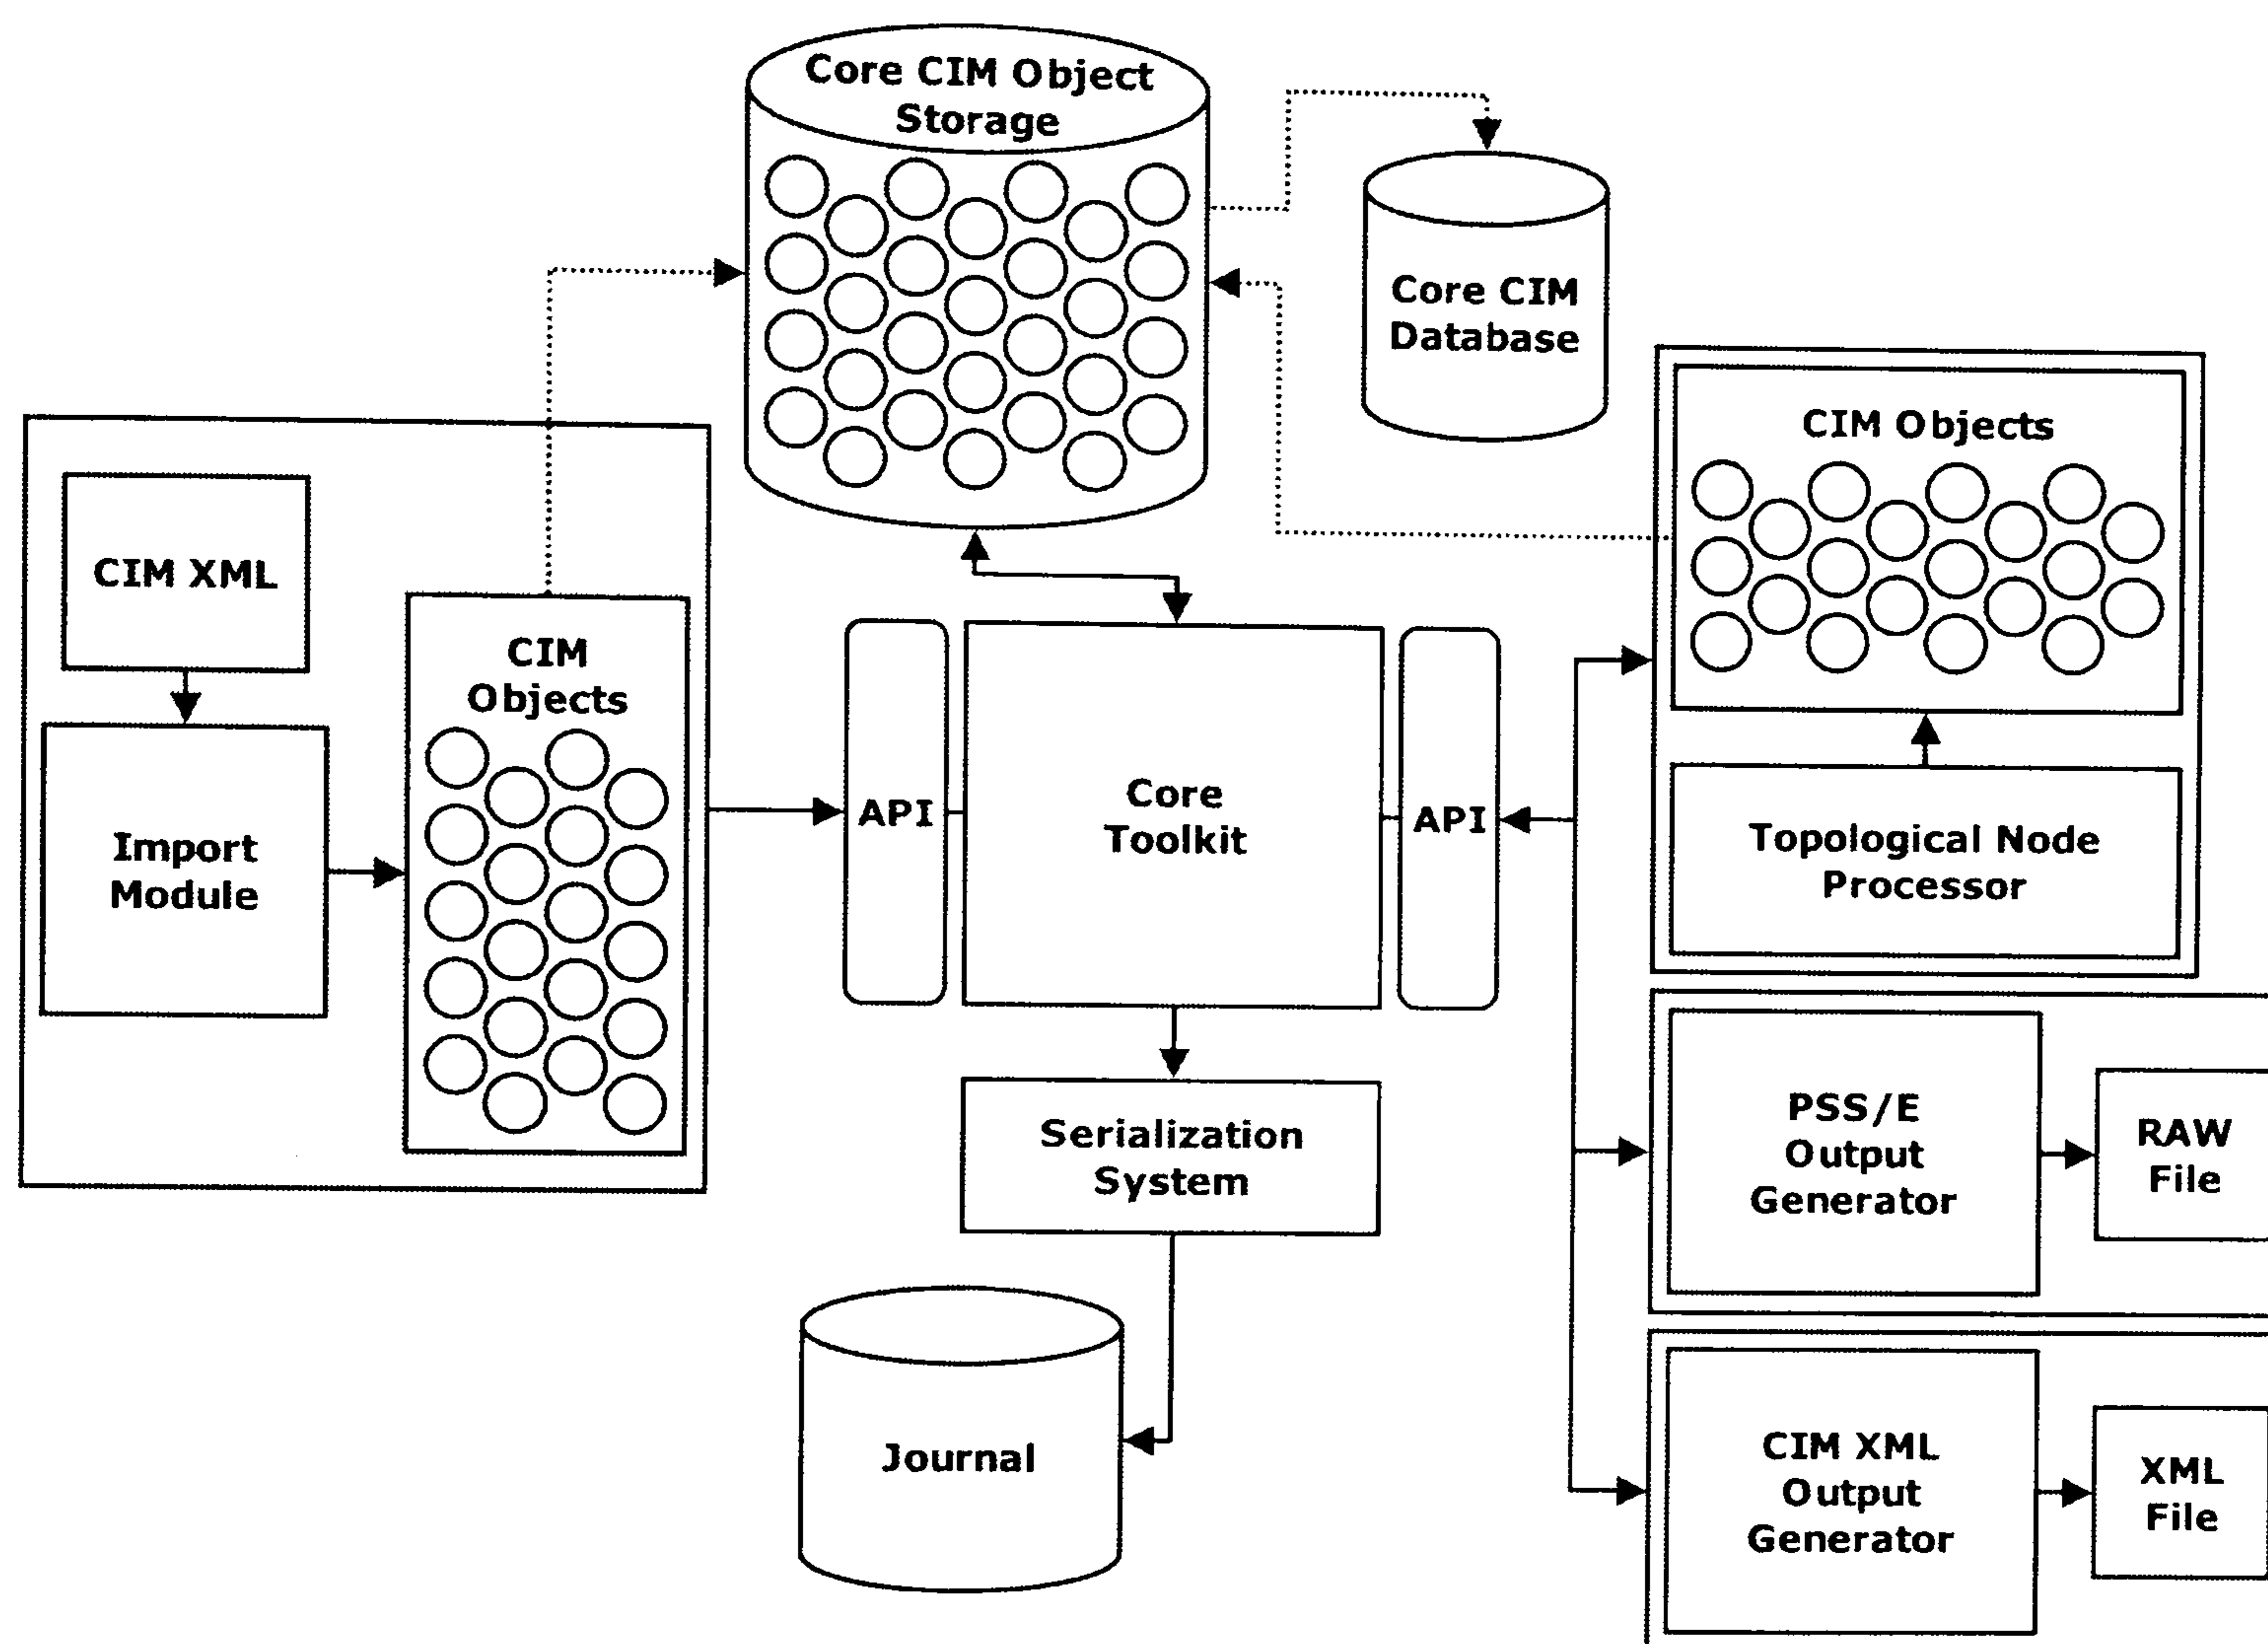 Core CIM Object
Storage
Core CIM
Database
CIM XML
Import
Module
CIM
Objects
API
Core
Toolkit
API
CIM Objects
Topological Node
Processor
Serialization
System
Journal
PSS/E
Output
Generator
RAW
File
CIM XML
Output
Generator
XML
File